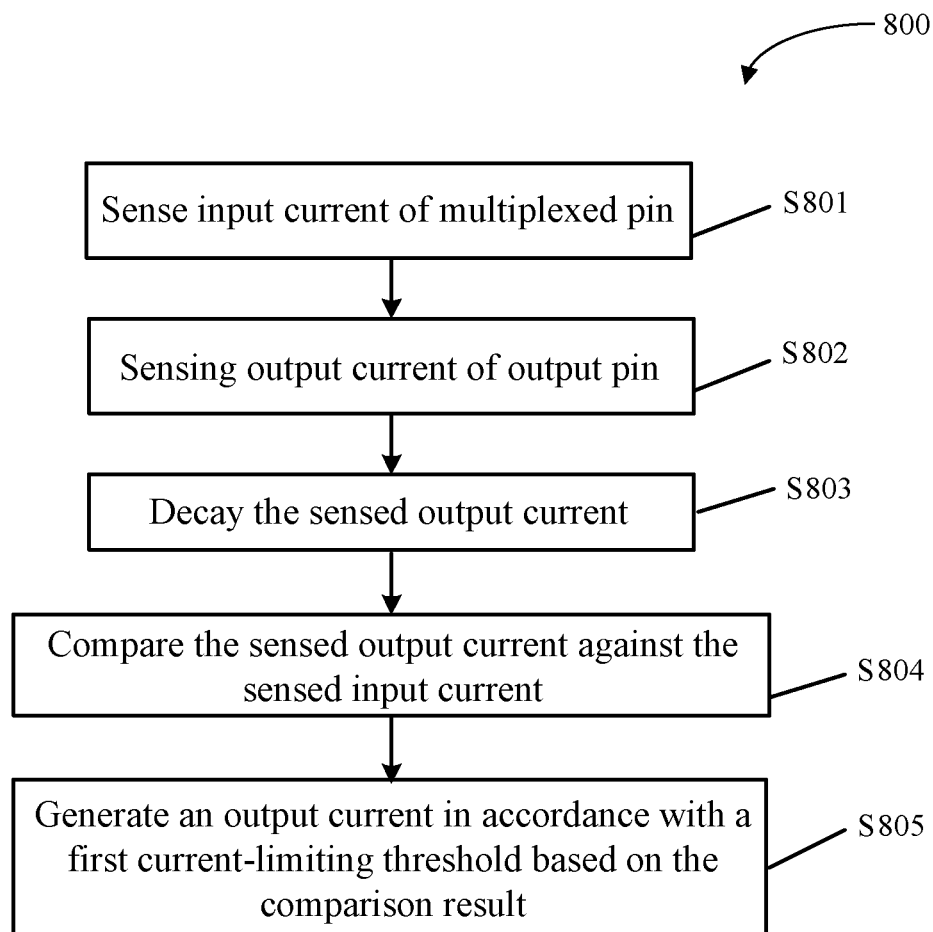 800
Sense input current of multiplexed pin
S801
Sensing output current of output pin
S802
Decay the sensed output current
S803
Compare the sensed output current against the
sensed input current
S804
Generate an output current in accordance with a
first current-limiting threshold based on the
comparison result
S805